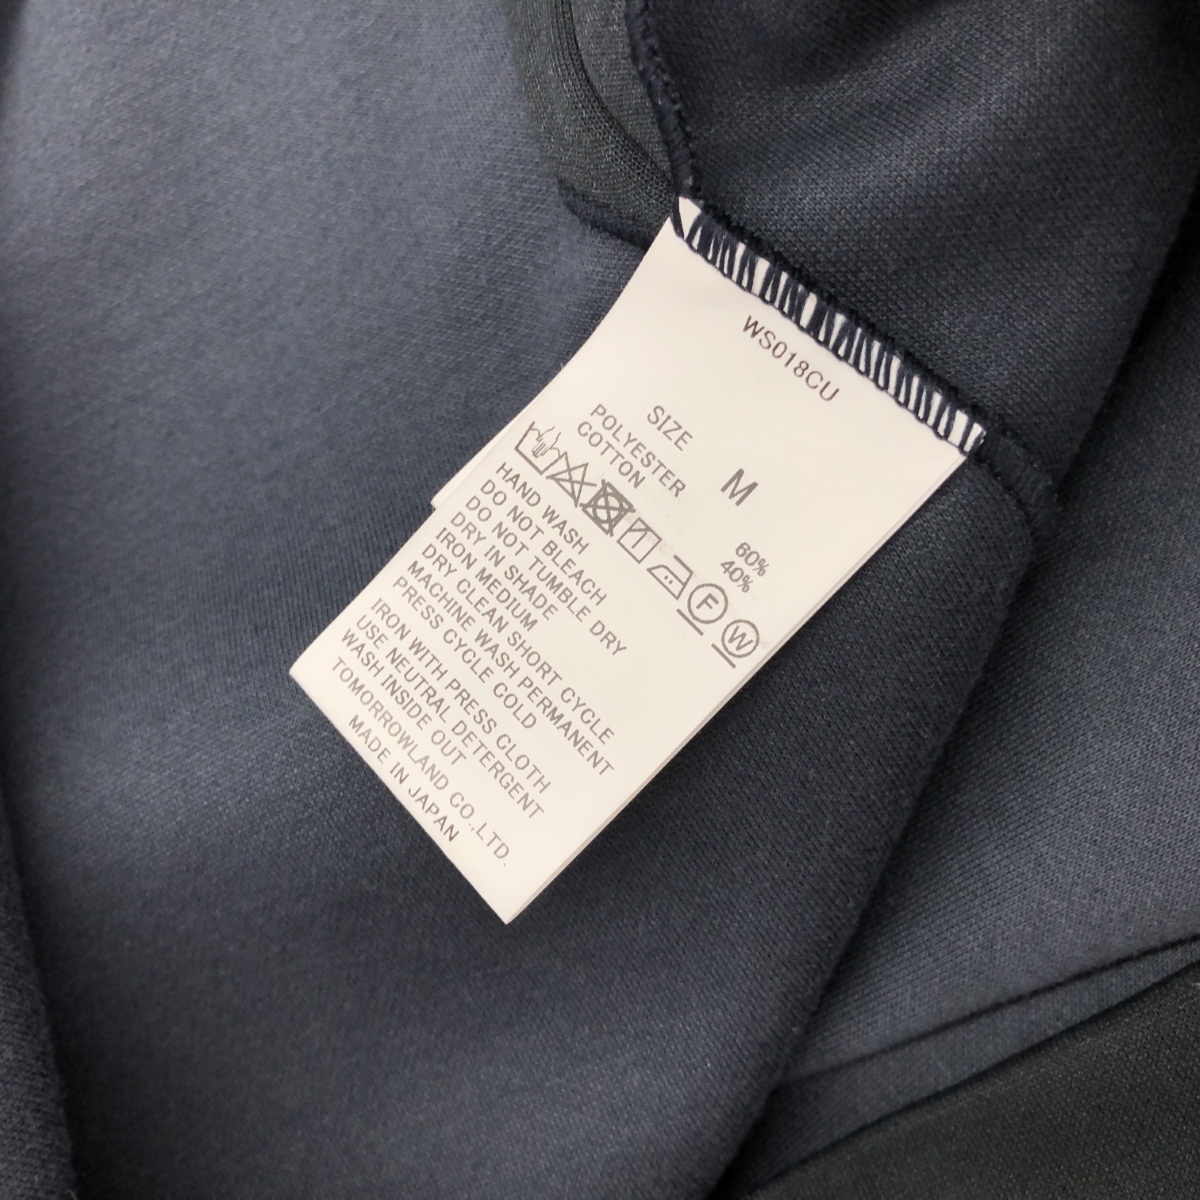 WS018CU
SIZE M
POLYESTER 60%
COTTON 40%
F W
HAND WASH
DO NOT BLEACH
DO NOT TUMBLE DRY
DRY IN SHADE
IRON MEDIUM
DRY CLEAN SHORT CYCLE
MACHINE WASH PERMANENT
PRESS CYCLE COLD
IRON WITH PRESS CLOTH
USE NEUTRAL DETERGENT
WASH INSIDE OUT
TOMORROWLAND CO.,LTD.
MADE IN JAPAN